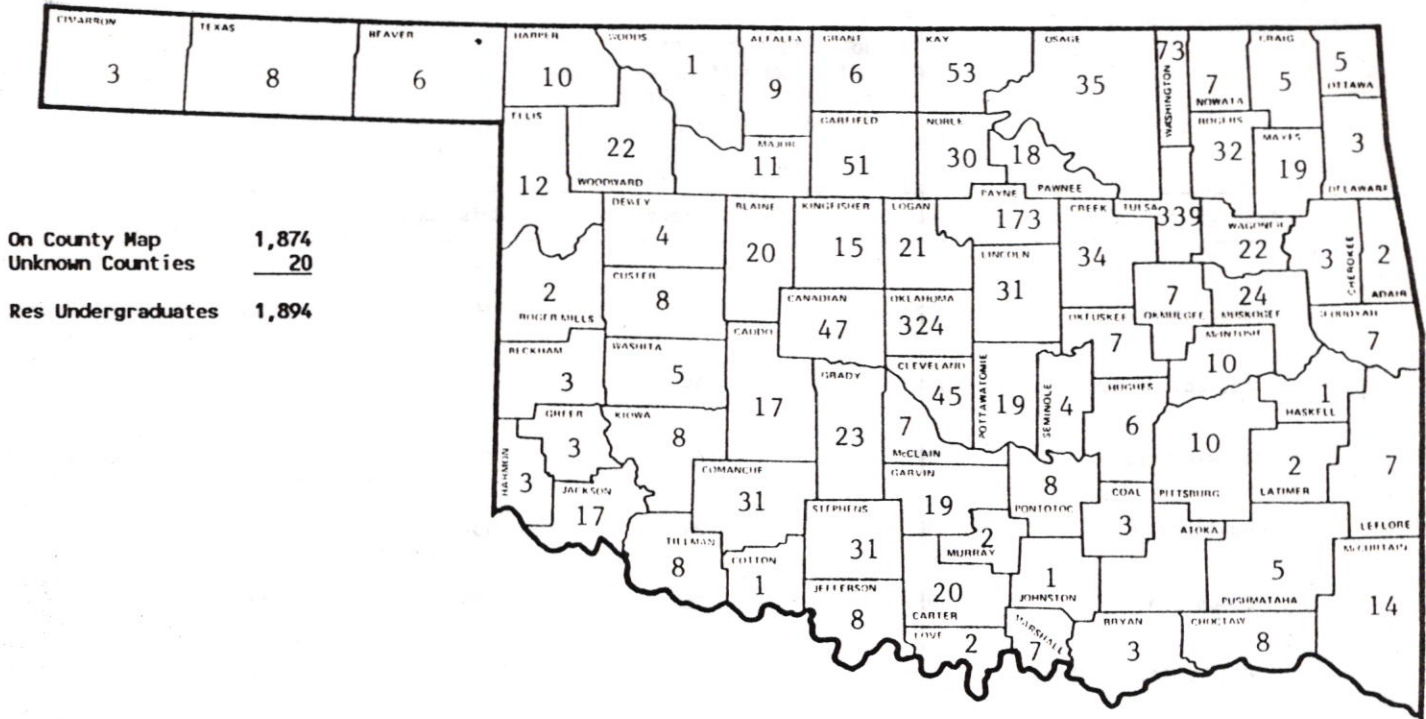 On County Map 1,874
Unknown Counties 20
Res Undergraduates 1,894
CIMARRON
3
TEXAS
8
BEAVER
6
HARPER
10
WOODS
1
ALFALFA
9
GRANT
6
KAY
53
OSAGE
35
73
WASHINGTON
7
NOWATA
CRAIG
5
5
OTTAWA
ELLIS
12
22
WOODWARD
MAJOR
11
GARFIELD
51
NOBLE
30
18
PAWNEE
ROGERS
32
MAYES
19
3
DELAWARE
DEWEY
4
BLAINE
20
KINGFISHER
15
LOGAN
21
PAYNE
173
CREEK
34
TULSA
339
WAGONER
22
3
CHEROKEE
2
ADAIR
2
ROGER MILLS
CUSTER
8
CANADIAN
47
OKLAHOMA
324
LINCOLN
31
OKFUSKEE
7
7
OKMULGEE
24
MUSKOGEE
SEQUOYAH
7
BECKHAM
3
WASHITA
5
CADDO
17
GRADY
23
CLEVELAND
45
7
McCLAIN
POTTAWATOMIE
19
SEMINOLE
4
HUGHES
6
McINTOSH
10
1
HASKELL
GREER
3
KIOWA
8
HARMON
3
JACKSON
17
COMANCHE
31
GARVIN
19
8
PONTOTOC
COAL
3
10
PITTSBURG
2
LATIMER
7
LEFLORE
TILLMAN
8
COTTON
1
STEPHENS
31
JEFFERSON
8
2
MURRAY
20
CARTER
1
JOHNSTON
ATOKA
5
PUSHMATAHA
McCURTAIN
14
LOVE
2
MARSHALL
7
BRYAN
3
CHOCTAW
8